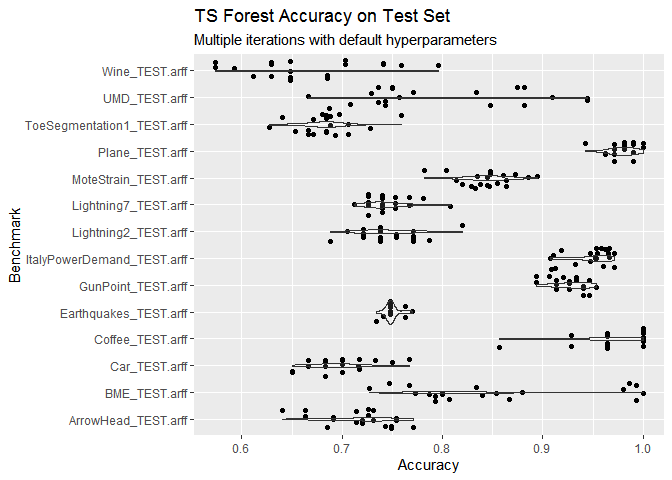 TS Forest Accuracy on Test Set
Multiple iterations with default hyperparameters
Benchmark
Wine_TEST.arff
UMD_TEST.arff
ToeSegmentation1_TEST.arff
Plane_TEST.arff
MoteStrain_TEST.arff
Lightning7_TEST.arff
Lightning2_TEST.arff
ItalyPowerDemand_TEST.arff
GunPoint_TEST.arff
Earthquakes_TEST.arff
Coffee_TEST.arff
Car_TEST.arff
BME_TEST.arff
ArrowHead_TEST.arff
0.6 0.7 0.8 0.9 1.0
Accuracy